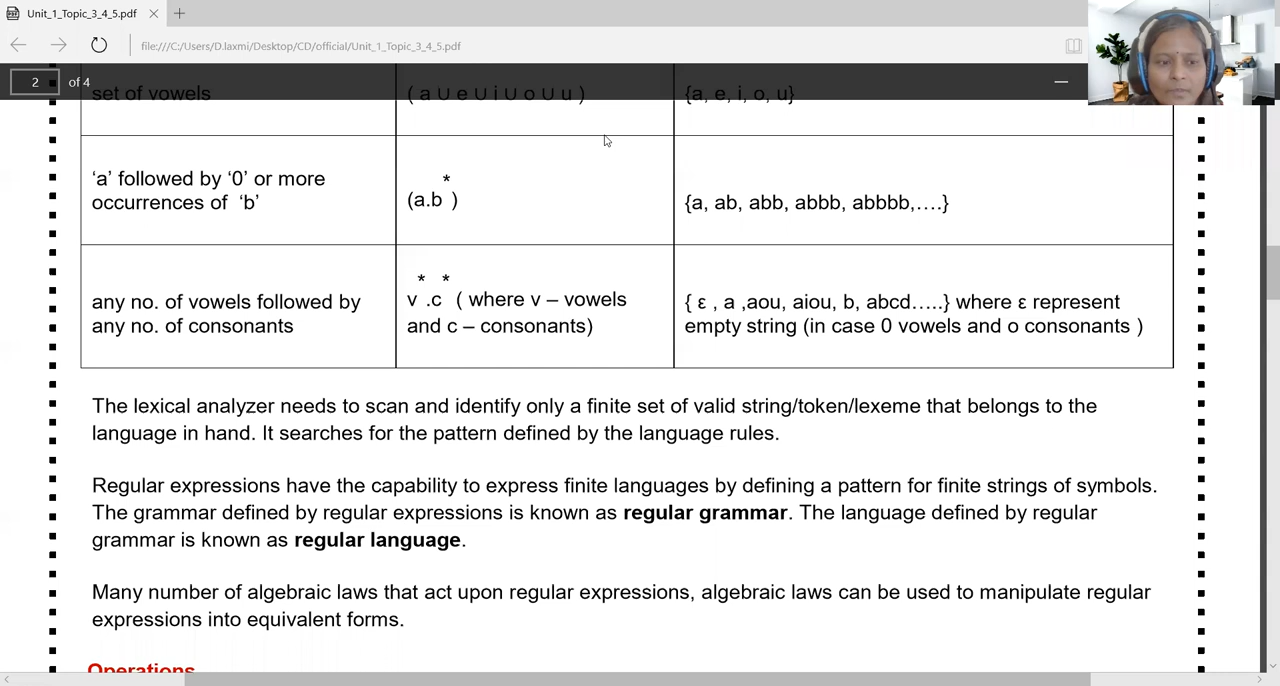 Unit_1_Topic_3_4_5.pdf
file:///C:/Users/D.laxmi/Desktop/CD/official/Unit_1_Topic_3_4_5.pdf
2 of 4
set of vowels
( a ∪ e ∪ i ∪ o ∪ u )
{a, e, i, o, u}
‘a’ followed by ‘0’ or more
occurrences of ‘b’
*
(a.b )
{a, ab, abb, abbb, abbbb,….}
any no. of vowels followed by
any no. of consonants
* *
v .c ( where v – vowels
and c – consonants)
{ ε , a ,aou, aiou, b, abcd…..} where ε represent
empty string (in case 0 vowels and o consonants )
The lexical analyzer needs to scan and identify only a finite set of valid string/token/lexeme that belongs to the
language in hand. It searches for the pattern defined by the language rules.
Regular expressions have the capability to express finite languages by defining a pattern for finite strings of symbols.
The grammar defined by regular expressions is known as regular grammar. The language defined by regular
grammar is known as regular language.
Many number of algebraic laws that act upon regular expressions, algebraic laws can be used to manipulate regular
expressions into equivalent forms.
Operations